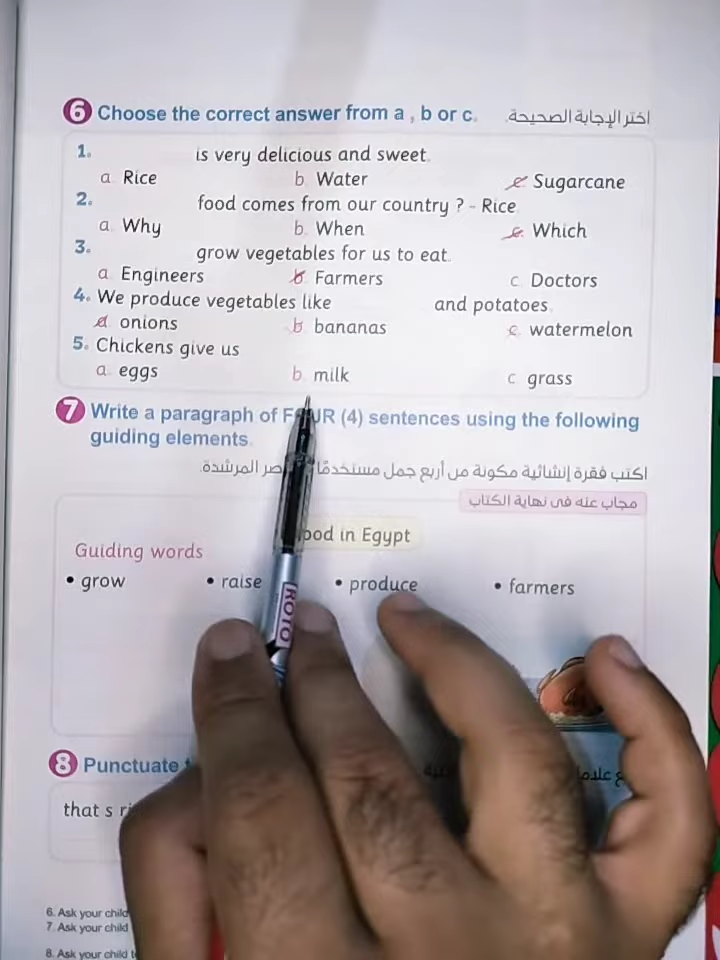 6 Choose the correct answer from a , b or c. اختر الإجابة الصحيحة.
1. is very delicious and sweet.
a. Rice b. Water c. Sugarcane
2. food comes from our country ? - Rice.
a. Why b. When c. Which
3. grow vegetables for us to eat.
a. Engineers b. Farmers c. Doctors
4. We produce vegetables like and potatoes.
a. onions b. bananas c. watermelon
5. Chickens give us
a. eggs b. milk c. grass
7 Write a paragraph of FOUR (4) sentences using the following
guiding elements.
اكتب فقرة إنشائية مكونة من أربع جمل مستخدمًا المرشدة.
مجاب عنه فى نهاية الكتاب
in Egypt
Guiding words
• grow • raise • produce • farmers
8 Punctuate
that s
6. Ask your child
7. Ask your child
8. Ask your child
ROTO